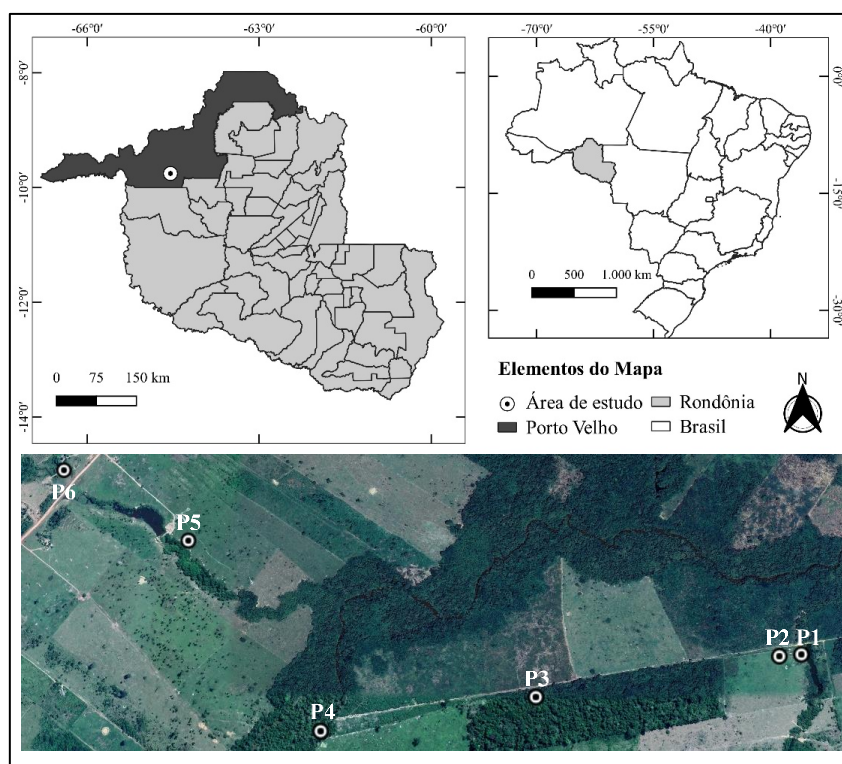 -66°0' -63°0' -60°0'
-8°0'
-10°0'
-12°0'
-14°0'
0 75 150 km
-70°0' -55°0' -40°0'
0°0'
-15°0'
-30°0'
0 500 1.000 km
Elementos do Mapa
Área de estudo
Rondônia
Porto Velho
Brasil
N
P6
P5
P2 P1
P3
P4